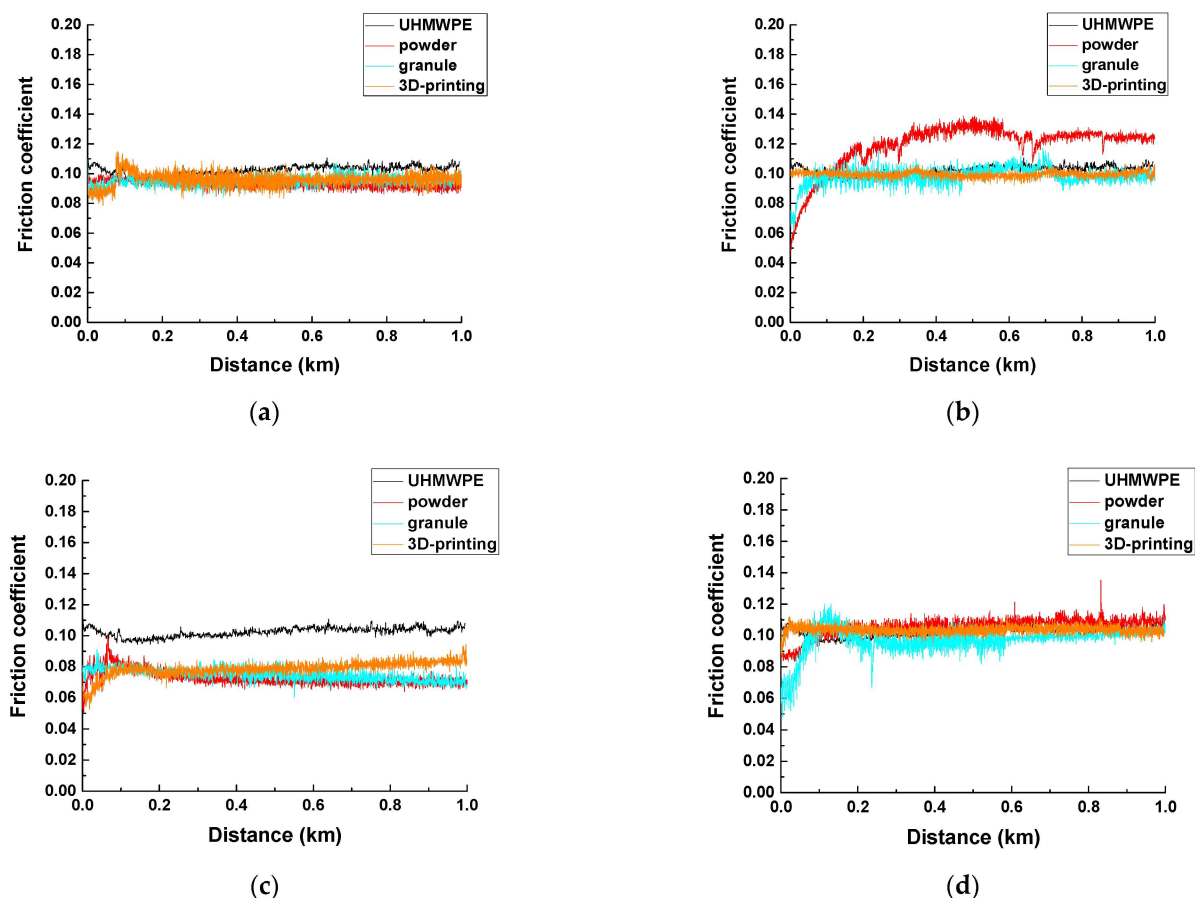 0.20
0.18
0.16
0.14
0.12
0.10
0.08
0.06
0.04
0.02
0.00
Friction coefficient
UHMWPE
powder
granule
3D-printing
0.0 0.2 0.4 0.6 0.8 1.0
Distance (km)
(a)
0.20
0.18
0.16
0.14
0.12
0.10
0.08
0.06
0.04
0.02
0.00
Friction coefficient
UHMWPE
powder
granule
3D-printing
0.0 0.2 0.4 0.6 0.8 1.0
Distance (km)
(b)
0.20
0.18
0.16
0.14
0.12
0.10
0.08
0.06
0.04
0.02
0.00
Friction coefficient
UHMWPE
powder
granule
3D-printing
0.0 0.2 0.4 0.6 0.8 1.0
Distance (km)
(c)
0.20
0.18
0.16
0.14
0.12
0.10
0.08
0.06
0.04
0.02
0.00
Friction coefficient
UHMWPE
powder
granule
3D-printing
0.0 0.2 0.4 0.6 0.8 1.0
Distance (km)
(d)